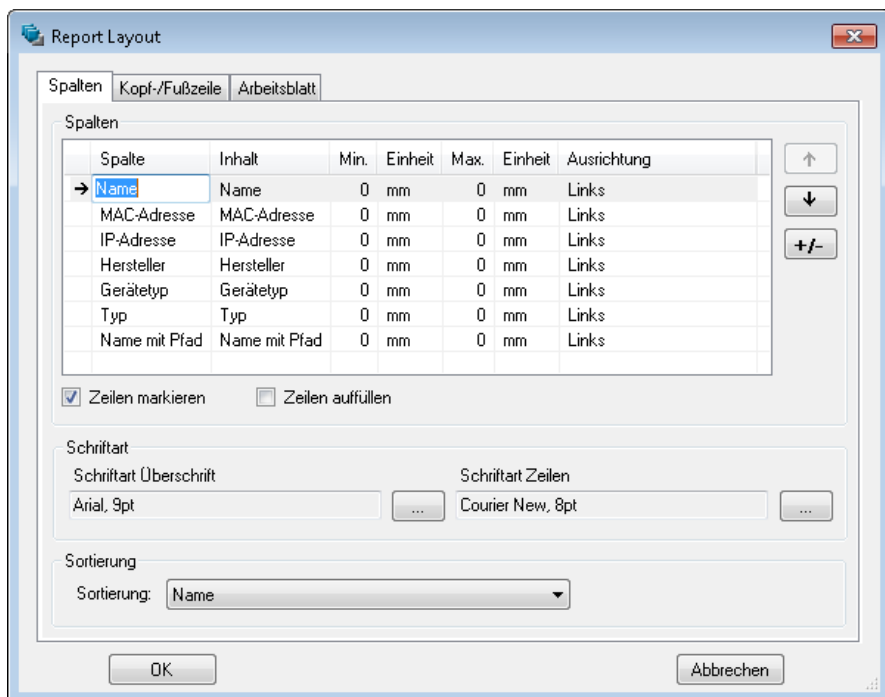 Report Layout
Spalten Kopf-/Fußzeile Arbeitsblatt
Spalten
Spalte Inhalt Min. Einheit Max. Einheit Ausrichtung
Name Name 0 mm 0 mm Links
MAC-Adresse MAC-Adresse 0 mm 0 mm Links
IP-Adresse IP-Adresse 0 mm 0 mm Links
Hersteller Hersteller 0 mm 0 mm Links
Gerätetyp Gerätetyp 0 mm 0 mm Links
Typ Typ 0 mm 0 mm Links
Name mit Pfad Name mit Pfad 0 mm 0 mm Links
+/-
Zeilen markieren Zeilen auffüllen
Schriftart
Schriftart Überschrift Schriftart Zeilen
Arial, 9pt ... Courier New, 8pt ...
Sortierung
Sortierung: Name
OK Abbrechen